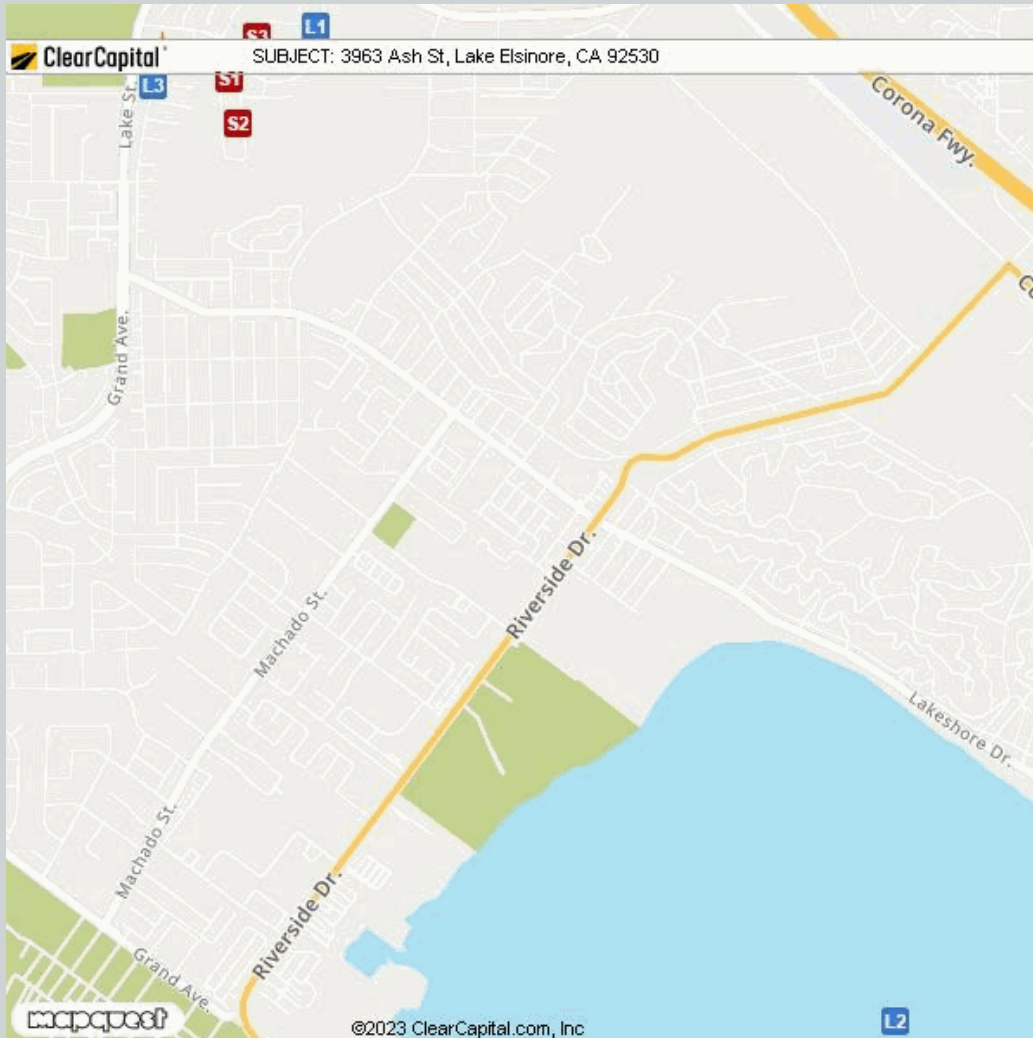 L1
S3
ClearCapital
SUBJECT: 3963 Ash St, Lake Elsinore, CA 92530
L3
S1
S2
Lake St.
Corona Fwy.
Grand Ave.
Riverside Dr.
Machado St.
Lakeshore Dr.
Machado St.
Riverside Dr.
Grand Ave.
mapquest
©2023 ClearCapital.com, Inc
L2